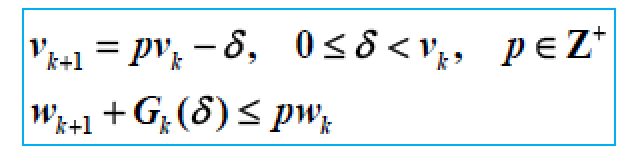 v_{k+1} = pv_k − δ, 0 ≤ δ < v_k, p ∈ Z⁺
w_{k+1} + G_k(δ) ≤ pw_k